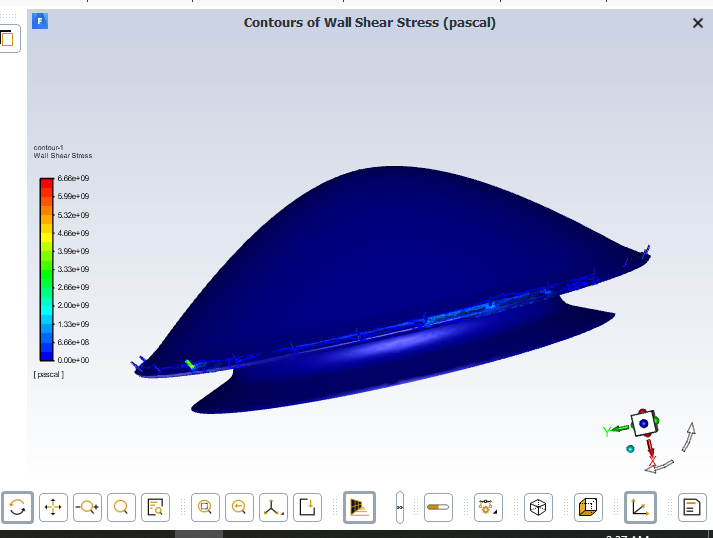 F
Contours of Wall Shear Stress (pascal)
contour-1
Wall Shear Stress
6.66e+09
5.99e+09
5.32e+09
4.66e+09
3.99e+09
3.33e+09
2.66e+09
2.00e+09
1.33e+09
6.66e+08
0.00e+00
[ pascal ]
Y
X